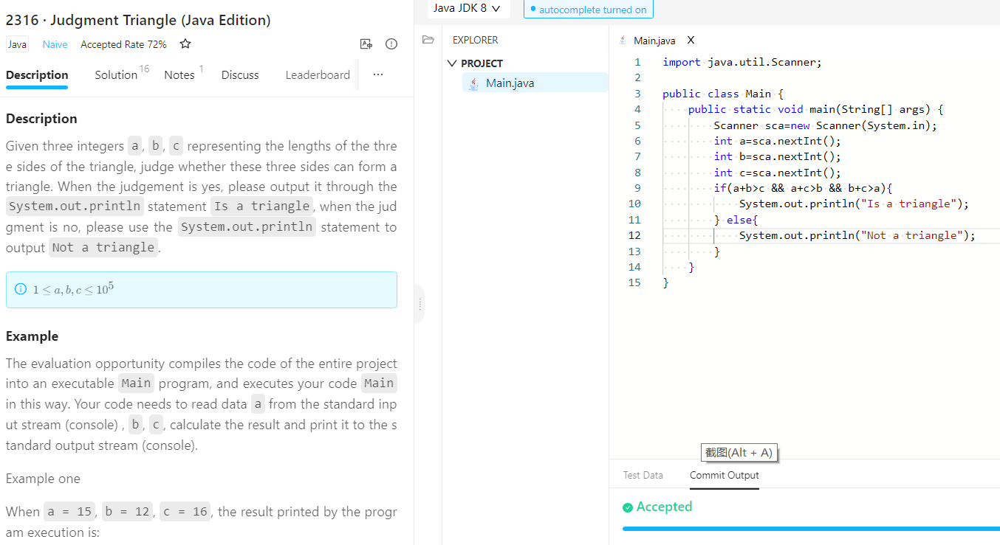 2316 · Judgment Triangle (Java Edition)
Java Naive Accepted Rate 72%
Description Solution 16 Notes 1 Discuss Leaderboard ...
Description
Given three integers a, b, c representing the lengths of the thre
e sides of the triangle, judge whether these three sides can form a
triangle. When the judgement is yes, please output it through the
System.out.println statement Is a triangle, when the jud
gment is no, please use the System.out.println statement to
output Not a triangle.
1 ≤ a, b, c ≤ 10^5
Example
The evaluation opportunity compiles the code of the entire project
into an executable Main program, and executes your code Main
in this way. Your code needs to read data a from the standard inp
ut stream (console) , b, c, calculate the result and print it to the s
tandard output stream (console).
Example one
When a = 15, b = 12, c = 16, the result printed by the progr
am execution is:
Java JDK 8
autocomplete turned on
EXPLORER
PROJECT
Main.java
Main.java X
1 import java.util.Scanner;
2
3 public class Main {
4 public static void main(String[] args) {
5 Scanner sca=new Scanner(System.in);
6 int a=sca.nextInt();
7 int b=sca.nextInt();
8 int c=sca.nextInt();
9 if(a+b>c && a+c>b && b+c>a){
10 System.out.println("Is a triangle");
11 } else{
12 System.out.println("Not a triangle");
13 }
14 }
15 }
截图(Alt + A)
Test Data Commit Output
Accepted